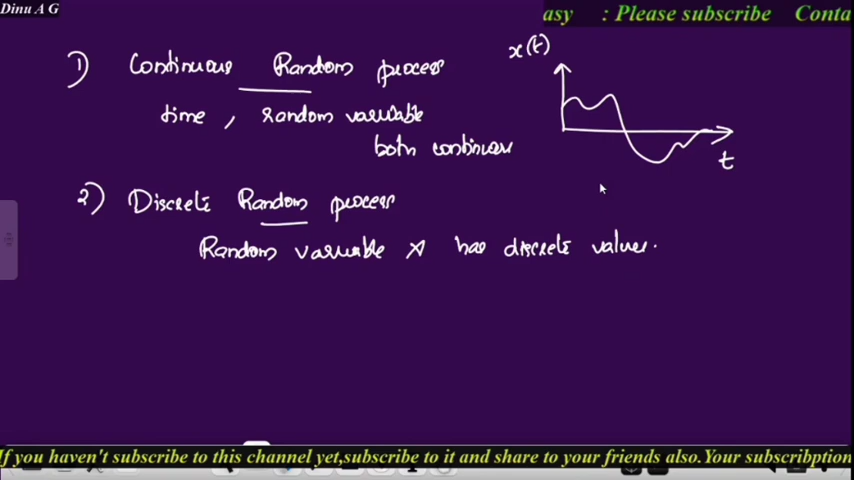 Dinu A G
asy : Please subscribe Conta
x(t)
1) Continuous Random process
time, random variable
both continuous
t
2) Discrete Random process
Random variable X has discrete values.
If you haven't subscribe to this channel yet,subscribe to it and share to your friends also.Your subscribption